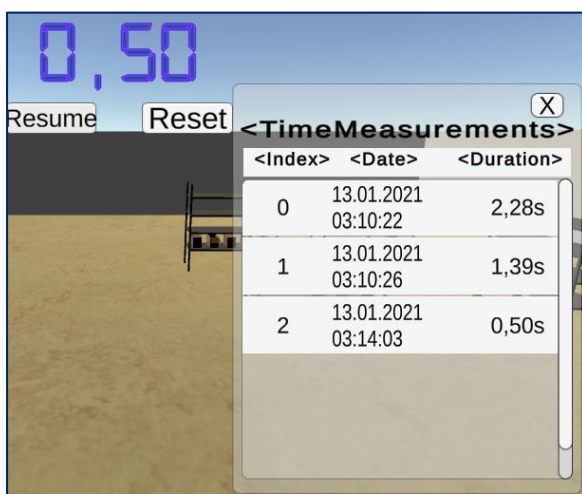 0,50
Resume Reset
X
<TimeMeasurements>
<Index> <Date> <Duration>
0 13.01.2021 03:10:22 2,28s
1 13.01.2021 03:10:26 1,39s
2 13.01.2021 03:14:03 0,50s